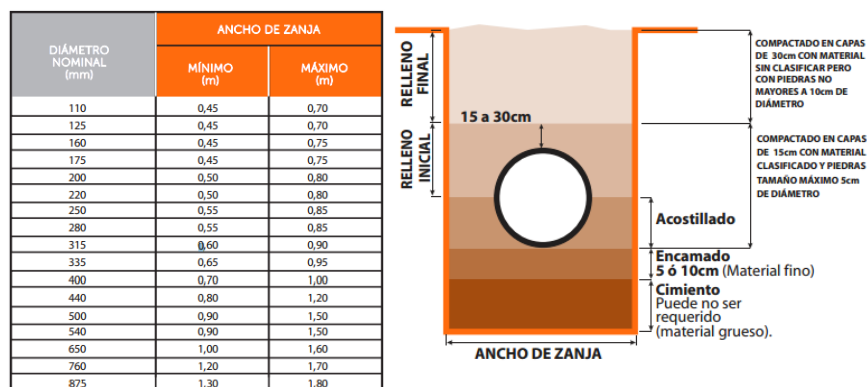 DIÁMETRO NOMINAL (mm) ANCHO DE ZANJA
MÍNIMO (m) MÁXIMO (m)
110 0,45 0,70
125 0,45 0,70
160 0,45 0,75
175 0,45 0,75
200 0,50 0,80
220 0,50 0,80
250 0,55 0,85
280 0,55 0,85
315 0,60 0,90
335 0,65 0,95
400 0,70 1,00
440 0,80 1,20
500 0,90 1,50
540 0,90 1,50
650 1,00 1,60
760 1,20 1,70
875 1,30 1,80
RELLENO
FINAL
RELLENO
INICIAL
15 a 30cm
COMPACTADO EN CAPAS
DE 30cm CON MATERIAL
SIN CLASIFICAR PERO
CON PIEDRAS NO
MAYORES A 10cm DE
DIÁMETRO
COMPACTADO EN CAPAS
DE 15cm CON MATERIAL
CLASIFICADO Y PIEDRAS
TAMAÑO MÁXIMO 5cm
DE DIÁMETRO
Acostillado
Encamado
5 ó 10cm (Material fino)
Cimiento
Puede no ser
requerido
(material grueso).
ANCHO DE ZANJA